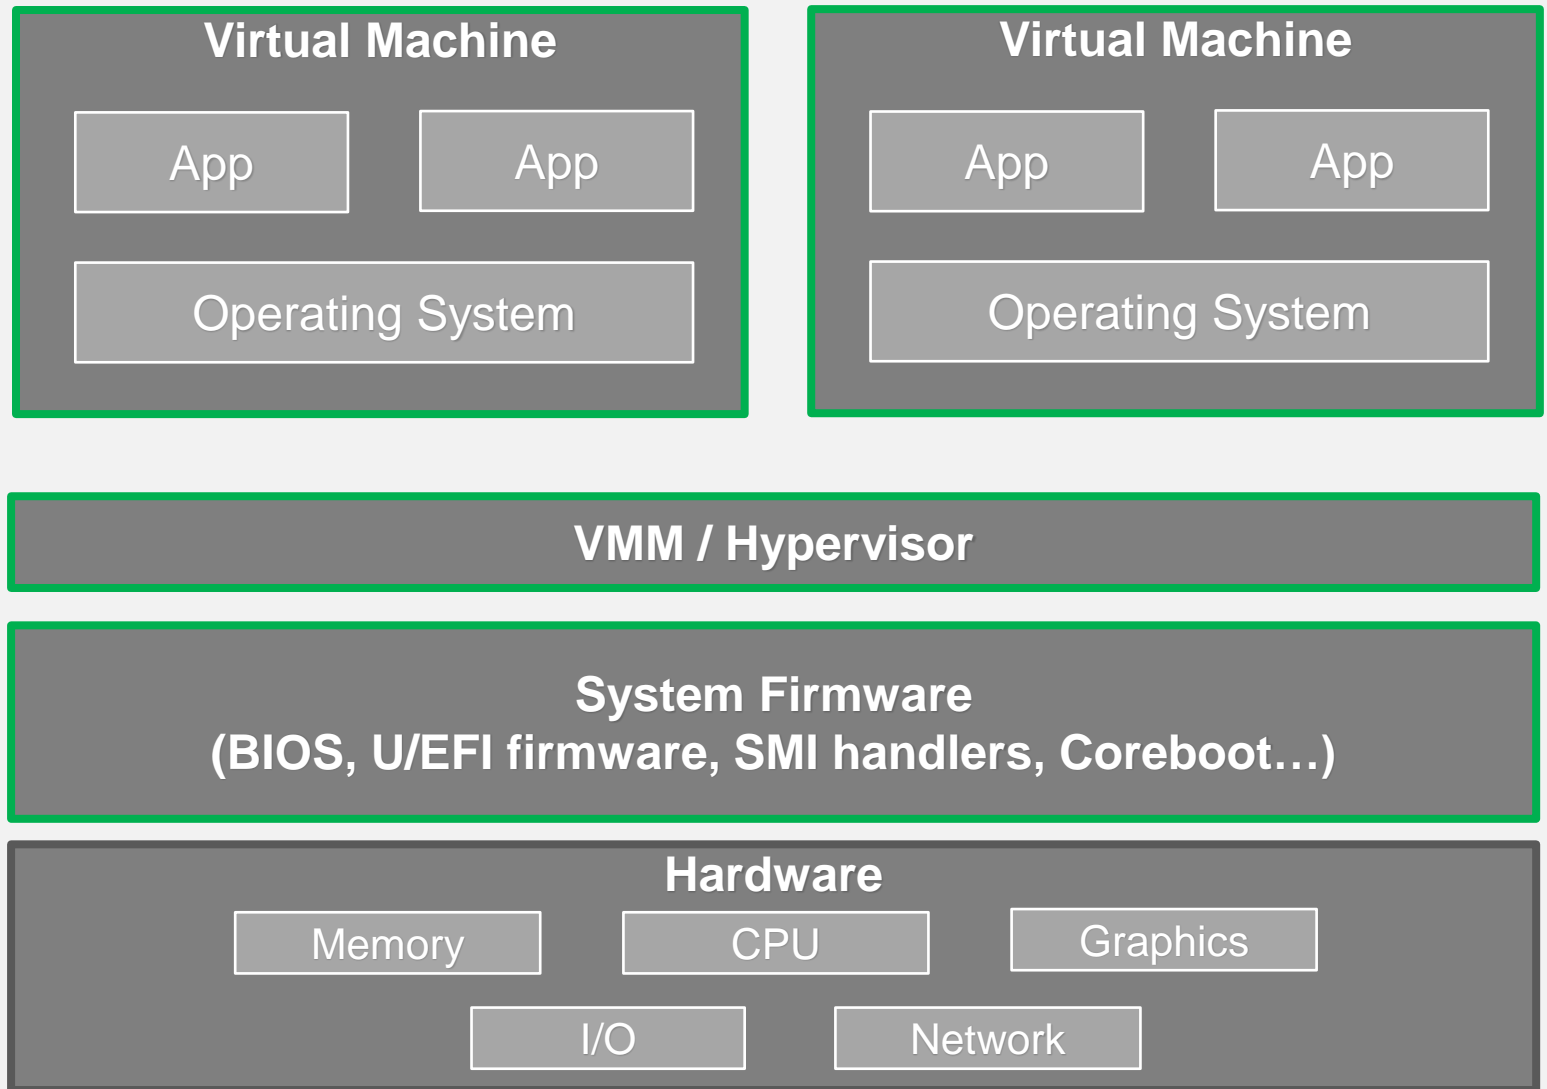 Virtual Machine
App
App
Operating System
Virtual Machine
App
App
Operating System
VMM / Hypervisor
System Firmware
(BIOS, U/EFI firmware, SMI handlers, Coreboot…)
Hardware
Memory
CPU
Graphics
I/O
Network